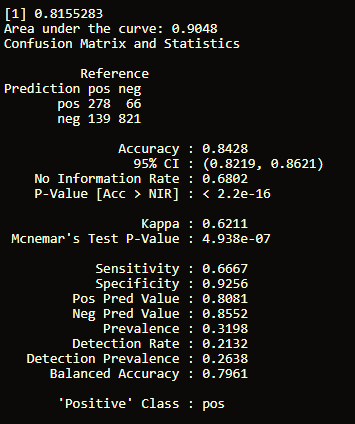 [1] 0.8155283
Area under the curve: 0.9048
Confusion Matrix and Statistics
Reference
Prediction pos neg
pos 278 66
neg 139 821
Accuracy : 0.8428
95% CI : (0.8219, 0.8621)
No Information Rate : 0.6802
P-Value [Acc > NIR] : < 2.2e-16
Kappa : 0.6211
Mcnemar's Test P-Value : 4.938e-07
Sensitivity : 0.6667
Specificity : 0.9256
Pos Pred Value : 0.8081
Neg Pred Value : 0.8552
Prevalence : 0.3198
Detection Rate : 0.2132
Detection Prevalence : 0.2638
Balanced Accuracy : 0.7961
'Positive' Class : pos